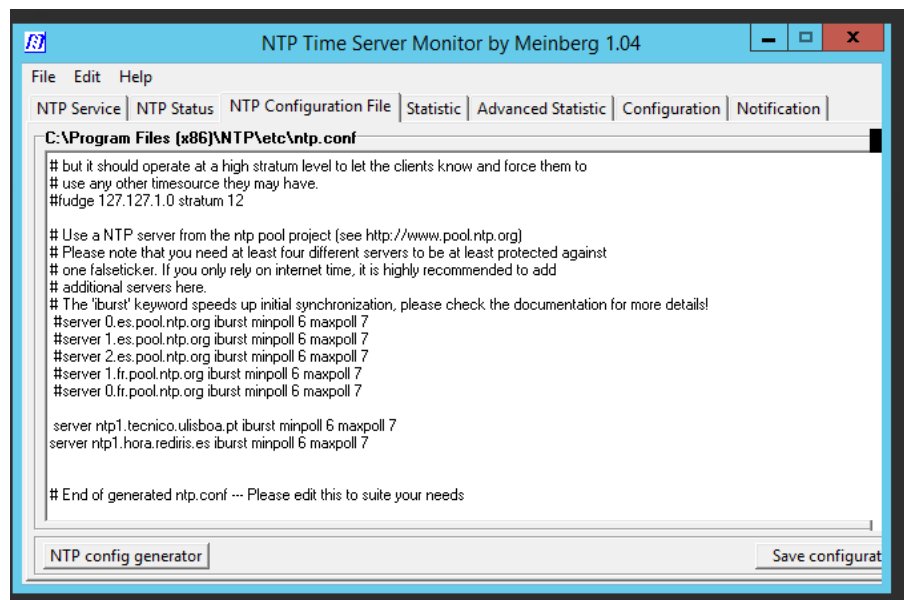 NTP Time Server Monitor by Meinberg 1.04
File Edit Help
NTP Service NTP Status NTP Configuration File Statistic Advanced Statistic Configuration Notification
C:\Program Files (x86)\NTP\etc\ntp.conf
# but it should operate at a high stratum level to let the clients know and force them to
# use any other timesource they may have.
#fudge 127.127.1.0 stratum 12
# Use a NTP server from the ntp pool project (see http://www.pool.ntp.org)
# Please note that you need at least four different servers to be at least protected against
# one falseticker. If you only rely on internet time, it is highly recommended to add
# additional servers here.
# The 'iburst' keyword speeds up initial synchronization, please check the documentation for more details!
#server 0.es.pool.ntp.org iburst minpoll 6 maxpoll 7
#server 1.es.pool.ntp.org iburst minpoll 6 maxpoll 7
#server 2.es.pool.ntp.org iburst minpoll 6 maxpoll 7
#server 1.fr.pool.ntp.org iburst minpoll 6 maxpoll 7
#server 0.fr.pool.ntp.org iburst minpoll 6 maxpoll 7
server ntp1.tecnico.ulisboa.pt iburst minpoll 6 maxpoll 7
server ntp1.hora.rediris.es iburst minpoll 6 maxpoll 7
# End of generated ntp.conf --- Please edit this to suite your needs
NTP config generator Save configurat